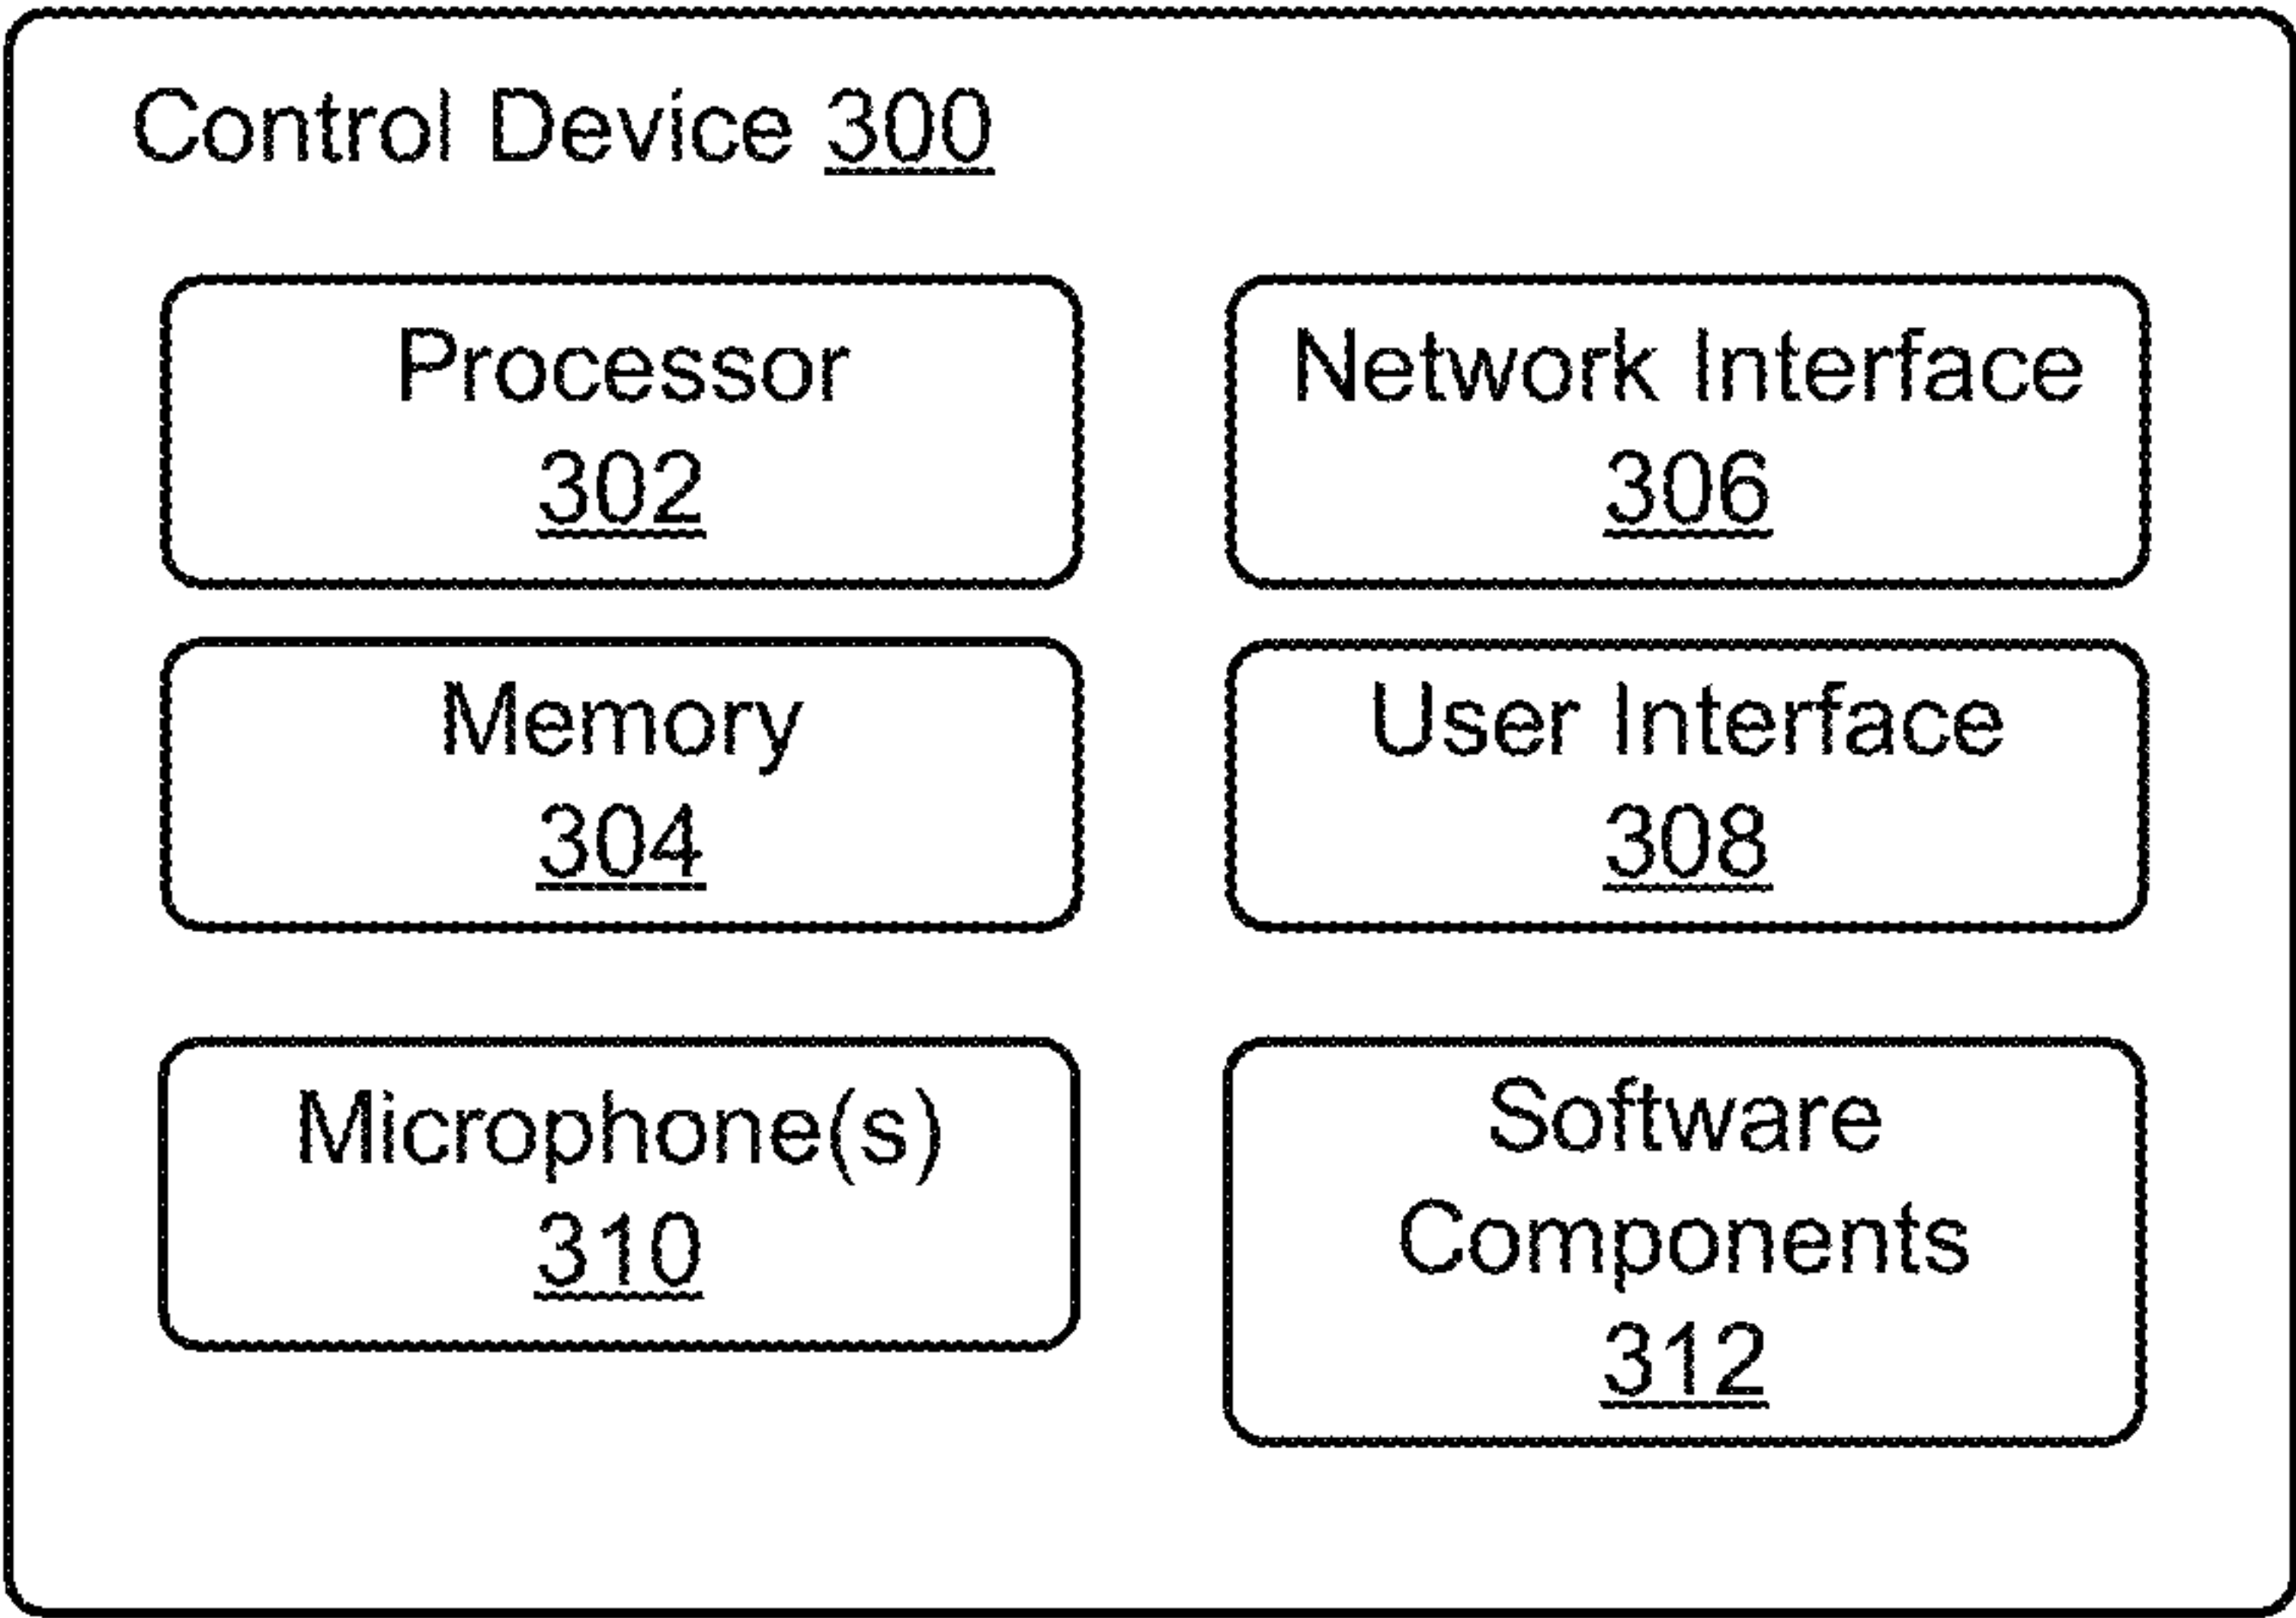 Control Device 300
Processor
302
Network Interface
306
Memory
304
User Interface
308
Microphone(s)
310
Software
Components
312